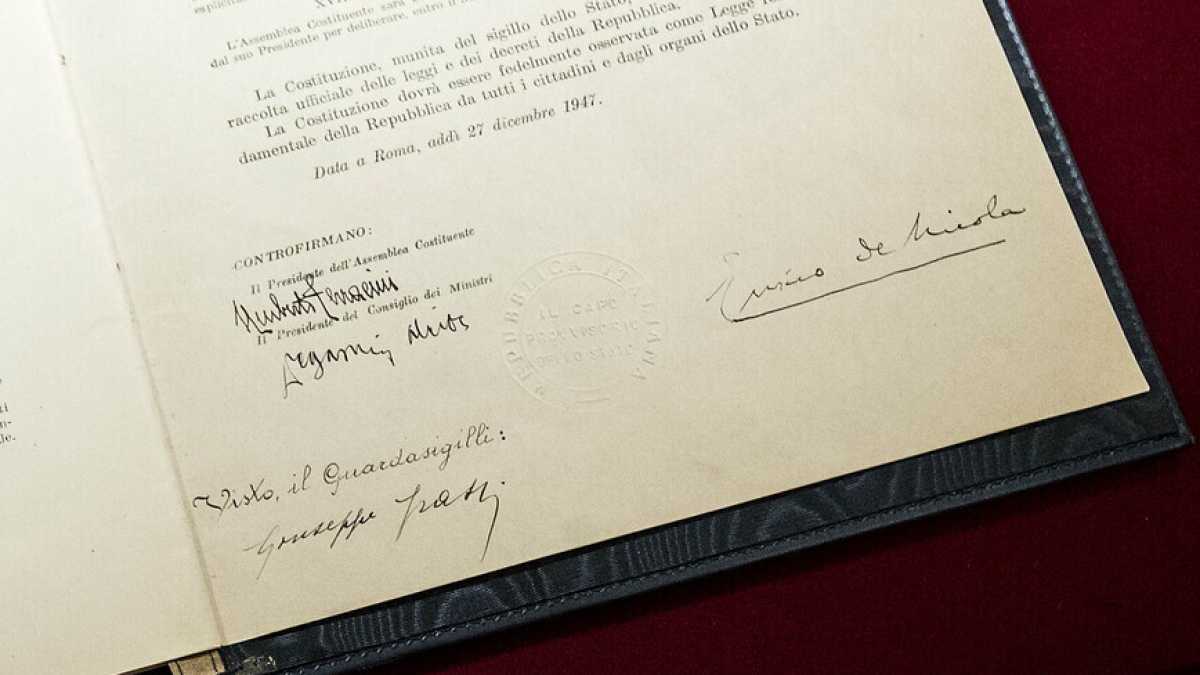 XVIII
L'Assemblea Costituente sarà
dal suo Presidente per deliberare, entro il
La Costituzione, munita del sigillo dello Stato,
raccolta ufficiale delle leggi e dei decreti della Repubblica.
La Costituzione dovrà essere fedelmente osservata come Legge
damentale della Repubblica da tutti i cittadini e dagli organi dello Stato.
Data a Roma, addì 27 dicembre 1947.
CONTROFIRMANO:
Il Presidente dell'Assemblea Costituente
Umberto Terracini
Il Presidente del Consiglio dei Ministri
Degasperi Alcide
REPUBBLICA ITALIANA
IL CAPO
PROVVISORIO
DELLO STATO
Enrico de Nicola
Visto, il Guardasigilli:
Giuseppe Grassi